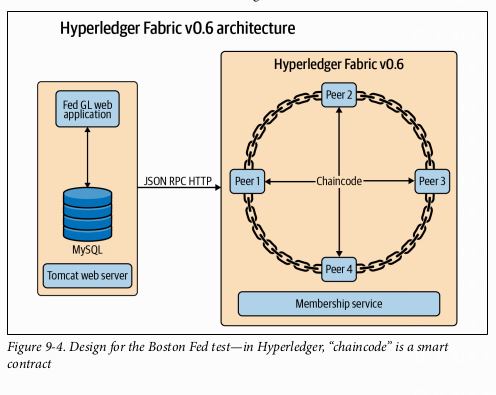 Hyperledger Fabric v0.6 architecture
Hyperledger Fabric v0.6
Fed GL web
application
MySQL
Tomcat web server
JSON RPC HTTP
Peer 2
Peer 1
Chaincode
Peer 3
Peer 4
Membership service
Figure 9-4. Design for the Boston Fed test—in Hyperledger, “chaincode” is a smart
contract